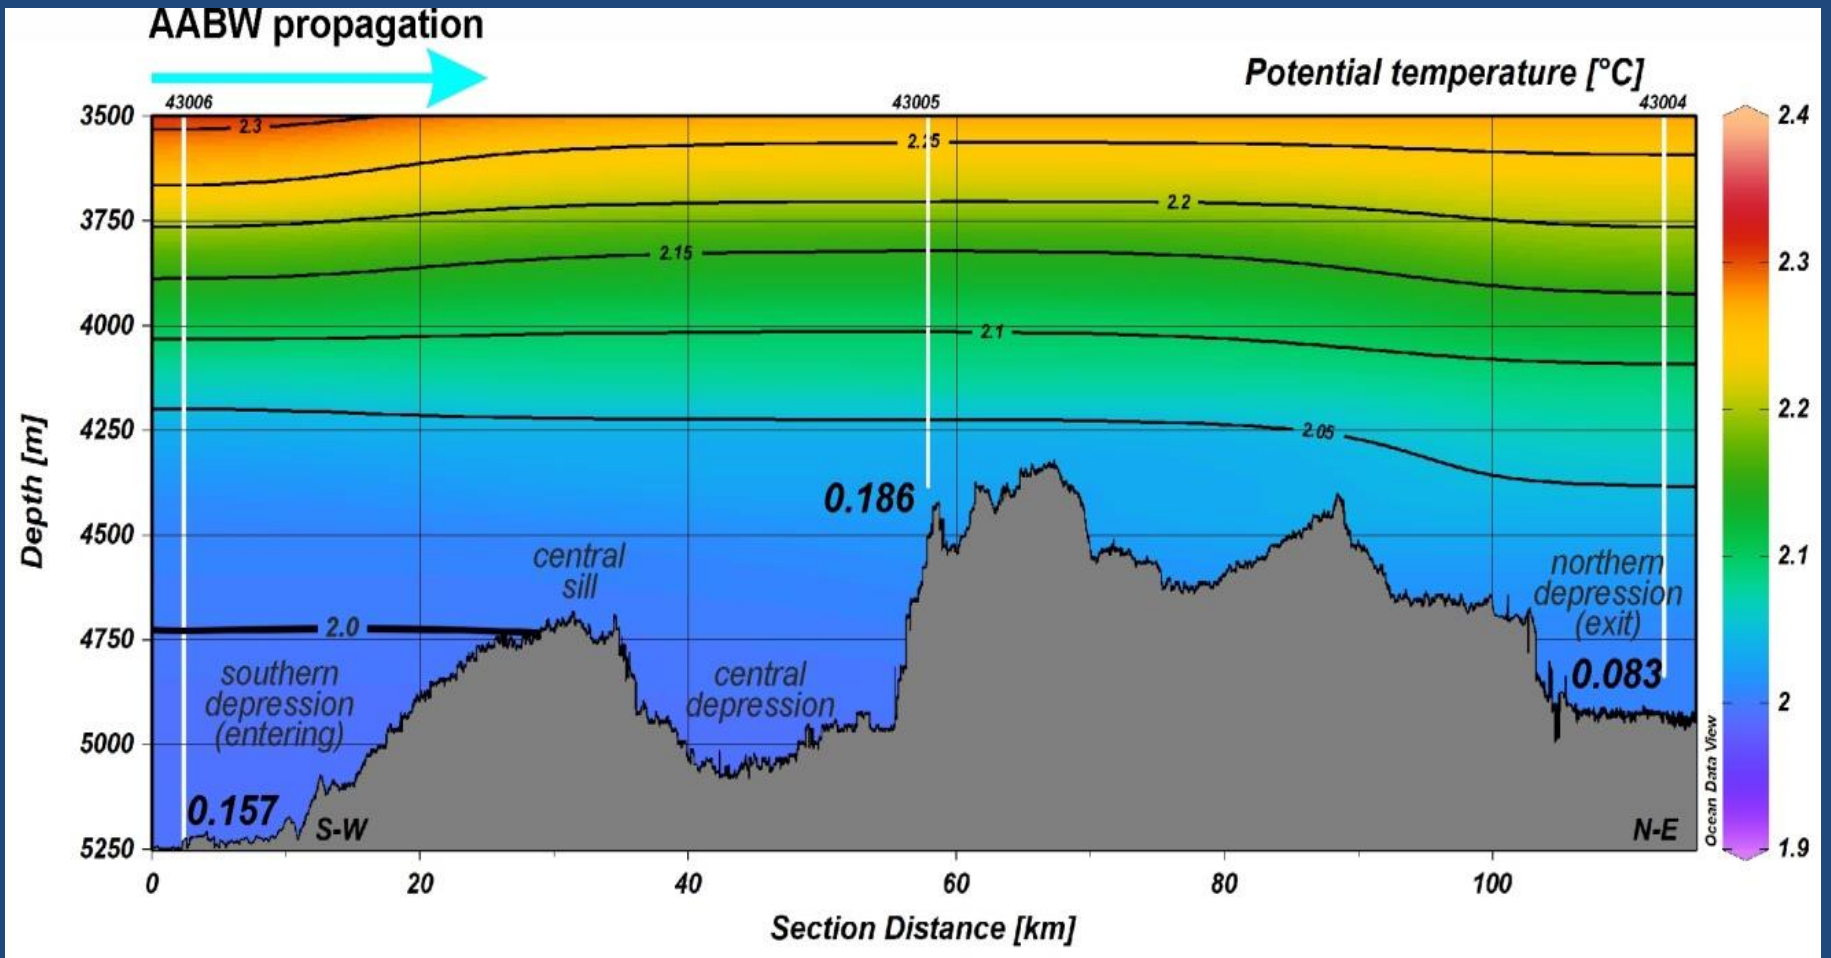 AABW propagation
Potential temperature [°C]
43006
43005
43004
3500
3750
4000
4250
4500
4750
5000
5250
Depth [m]
2.3
2.25
2.2
2.15
2.1
2.05
2.0
0.186
central
sill
southern
depression
(entering)
central
depression
northern
depression
(exit)
0.083
0.157
S-W
N-E
0
20
40
60
80
100
Section Distance [km]
2.4
2.3
2.2
2.1
2
1.9
Ocean Data View